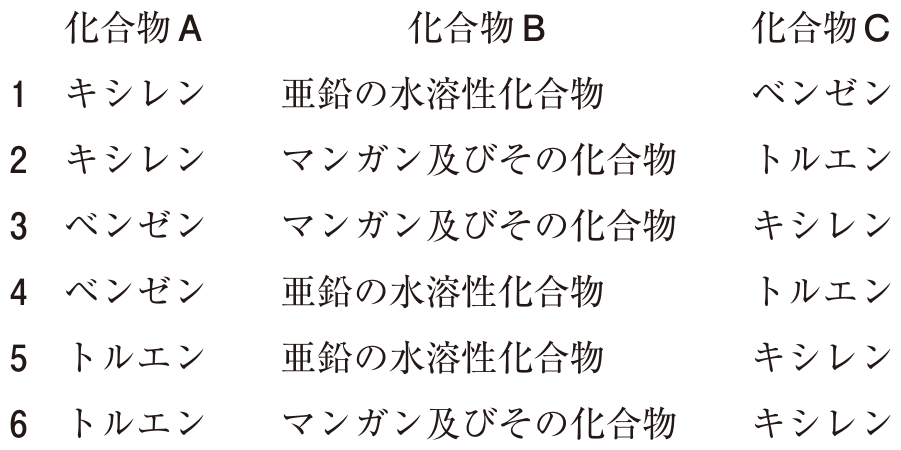 化合物A 化合物B 化合物C
1 キシレン 亜鉛の水溶性化合物 ベンゼン
2 キシレン マンガン及びその化合物 トルエン
3 ベンゼン マンガン及びその化合物 キシレン
4 ベンゼン 亜鉛の水溶性化合物 トルエン
5 トルエン 亜鉛の水溶性化合物 キシレン
6 トルエン マンガン及びその化合物 キシレン